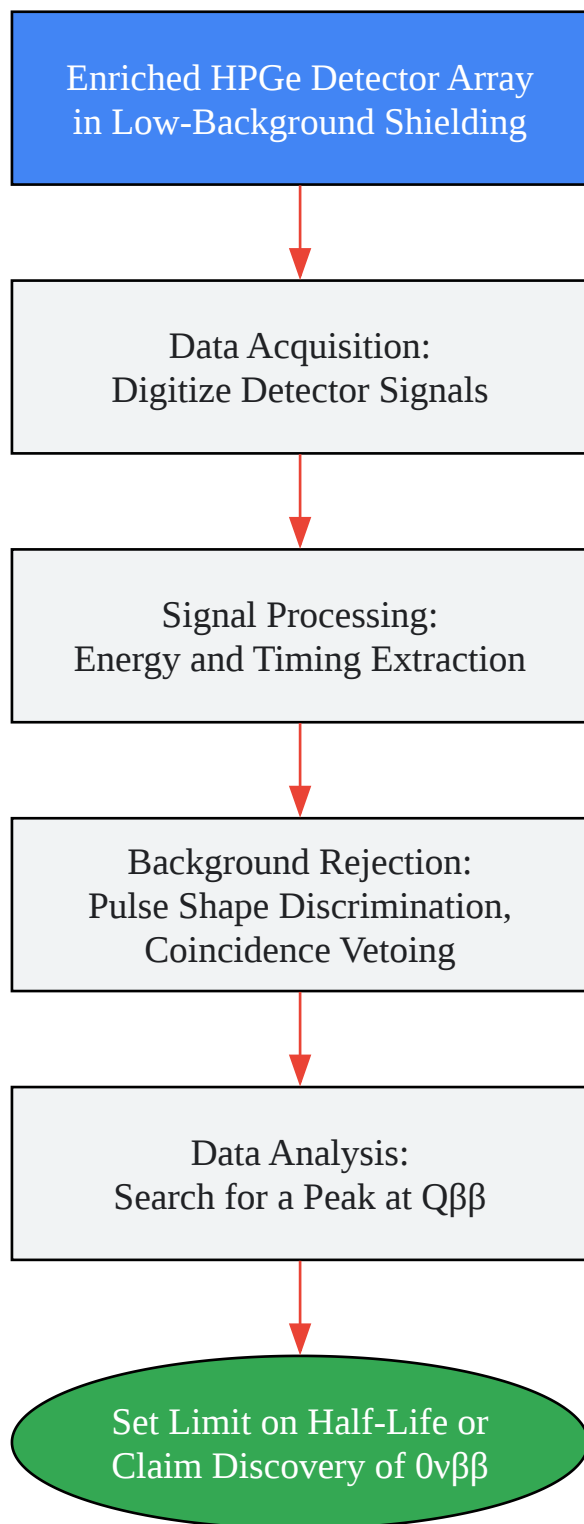 Enriched HPGe Detector Array
in Low-Background Shielding
Data Acquisition:
Digitize Detector Signals
Signal Processing:
Energy and Timing Extraction
Background Rejection:
Pulse Shape Discrimination,
Coincidence Vetoing
Data Analysis:
Search for a Peak at Qββ
Set Limit on Half-Life or
Claim Discovery of 0νββ